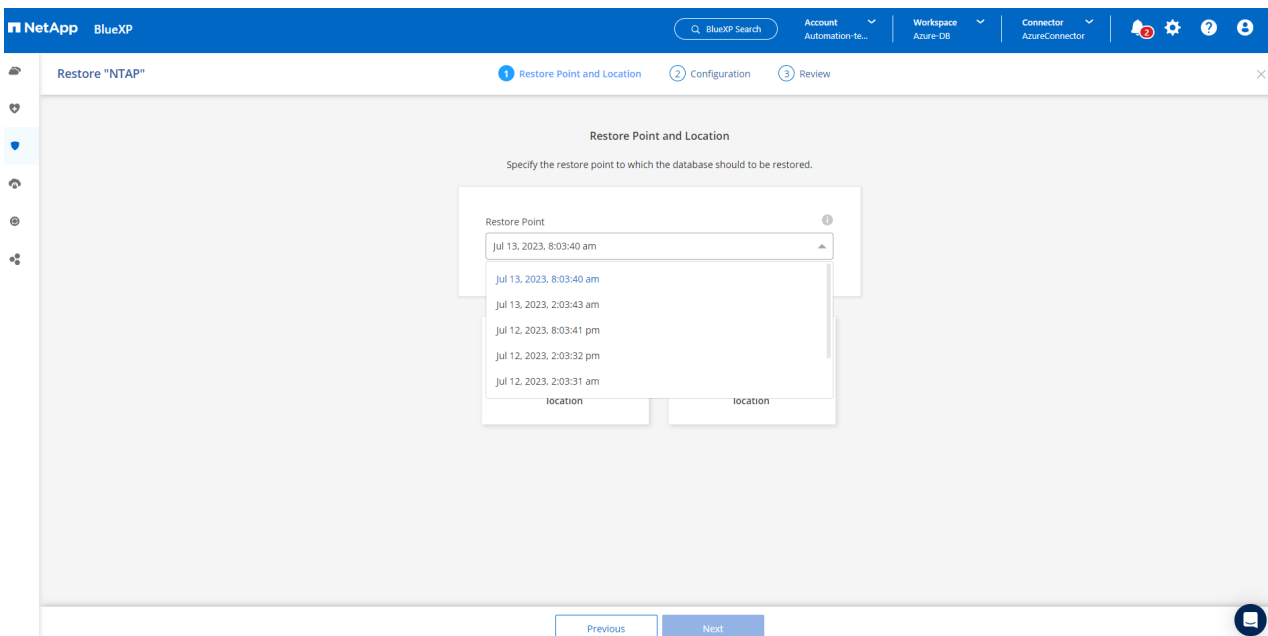 NetApp BlueXP
BlueXP Search
Account
Automation-te...
Workspace
Azure-DB
Connector
AzureConnector
2
Restore "NTAP"
1 Restore Point and Location
2 Configuration
3 Review
Restore Point and Location
Specify the restore point to which the database should to be restored.
Restore Point
Jul 13, 2023, 8:03:40 am
Jul 13, 2023, 8:03:40 am
Jul 13, 2023, 2:03:43 am
Jul 12, 2023, 8:03:41 pm
Jul 12, 2023, 2:03:32 pm
Jul 12, 2023, 2:03:31 am
location
location
Previous
Next